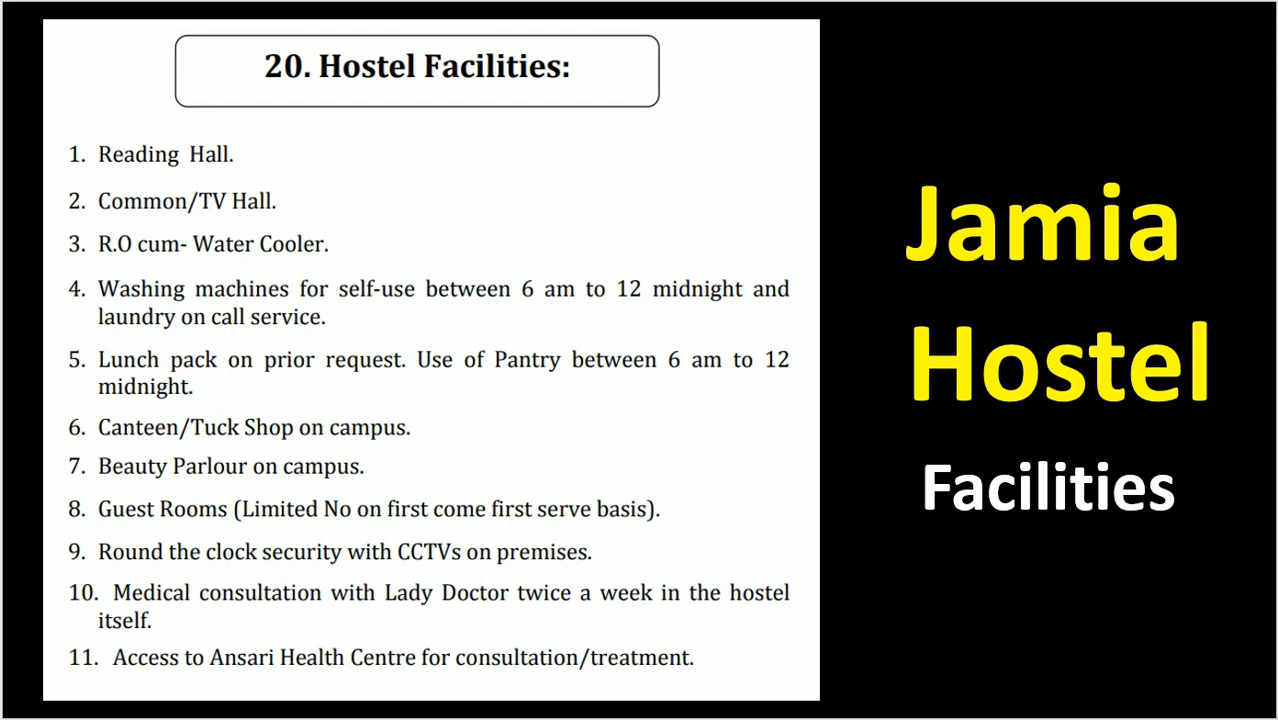 20. Hostel Facilities:
1. Reading Hall.
2. Common/TV Hall.
3. R.O cum- Water Cooler.
4. Washing machines for self-use between 6 am to 12 midnight and
laundry on call service.
5. Lunch pack on prior request. Use of Pantry between 6 am to 12
midnight.
6. Canteen/Tuck Shop on campus.
7. Beauty Parlour on campus.
8. Guest Rooms (Limited No on first come first serve basis).
9. Round the clock security with CCTVs on premises.
10. Medical consultation with Lady Doctor twice a week in the hostel
itself.
11. Access to Ansari Health Centre for consultation/treatment.
Jamia
Hostel
Facilities